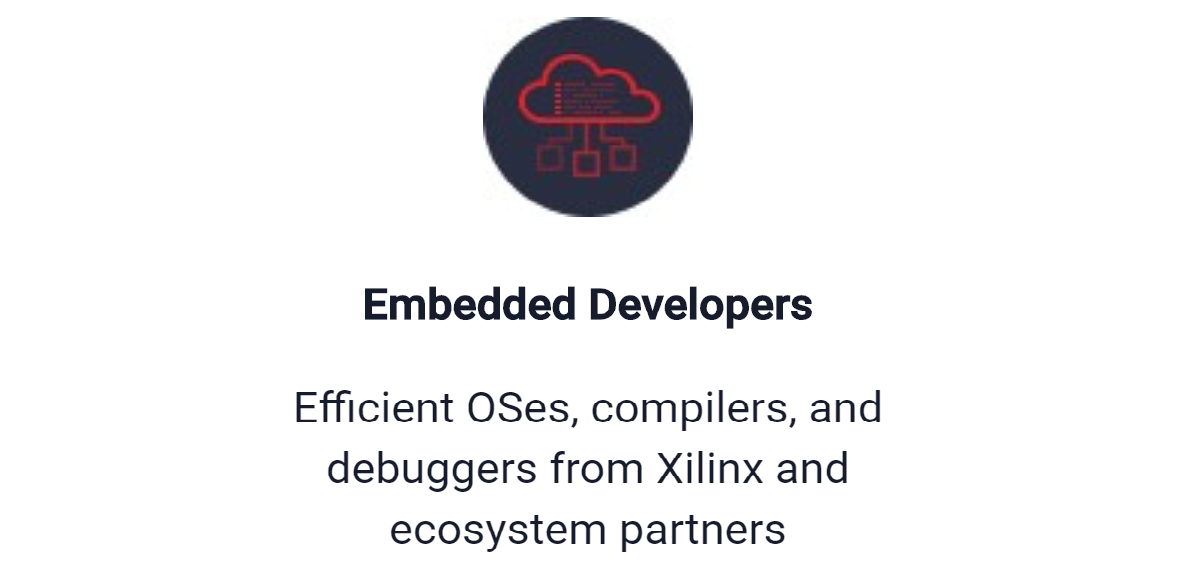 Embedded Developers
Efficient OSes, compilers, and
debuggers from Xilinx and
ecosystem partners